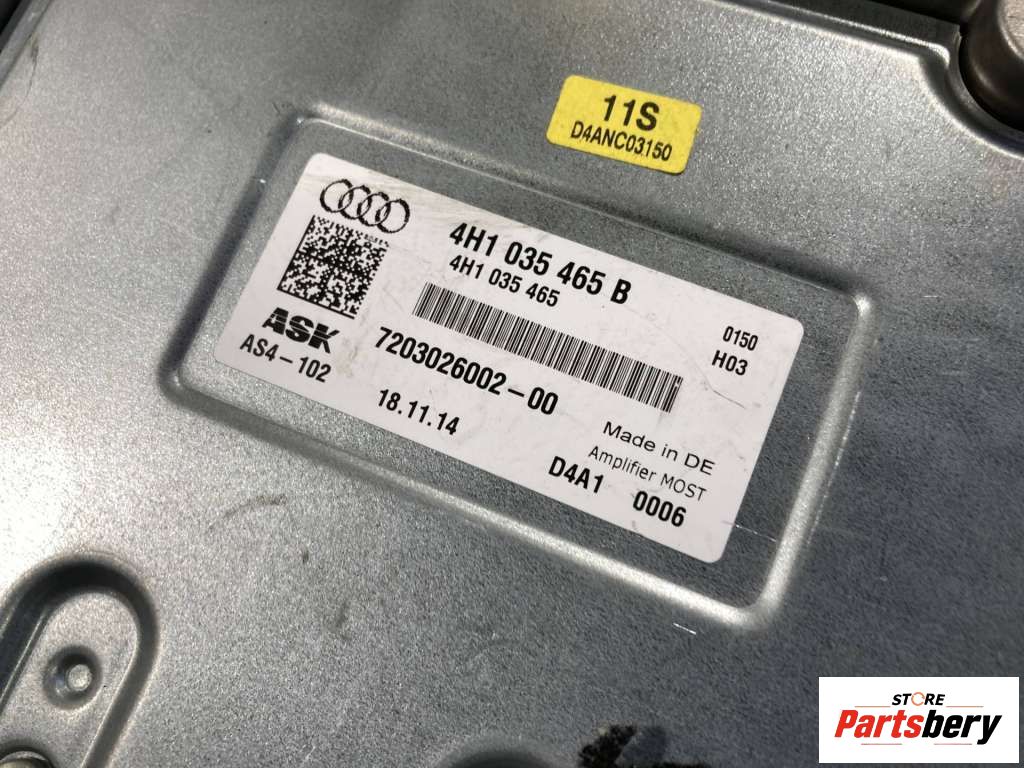 11S
D4ANC03150
4H1 035 465 B
4H1 035 465
0150
H03
ASK
AS4-102
7203026002-00
18.11.14
Made in DE
Amplifier MOST
D4A1 0006
STORE
Partsbery